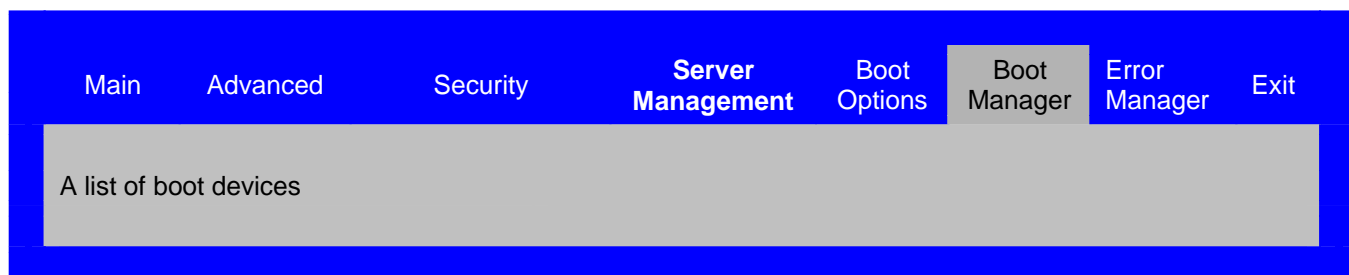 Main
Advanced
Security
Server
Management
Boot
Options
Boot
Manager
Error
Manager
Exit
A list of boot devices